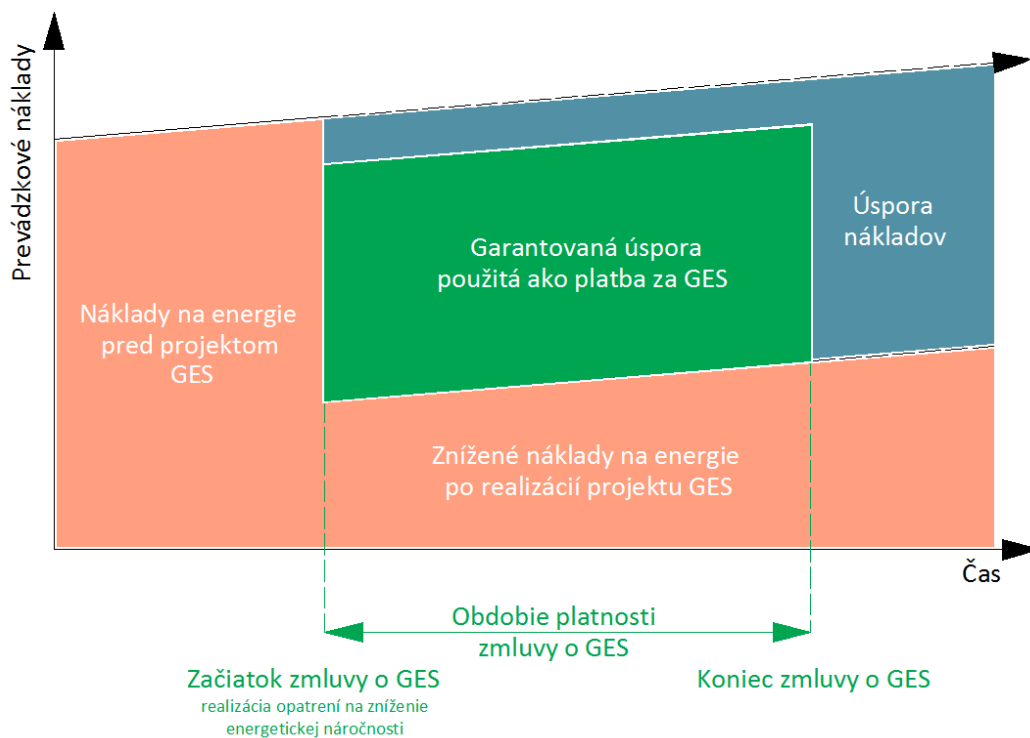 Prevádzkové náklady
Úspora
nákladov
Garantovaná úspora
použitá ako platba za GES
Náklady na energie
pred projektom
GES
Znížené náklady na energie
po realizácií projektu GES
Čas
Obdobie platnosti
zmluvy o GES
Začiatok zmluvy o GES
realizácia opatrení na zníženie
energetickej náročnosti
Koniec zmluvy o GES